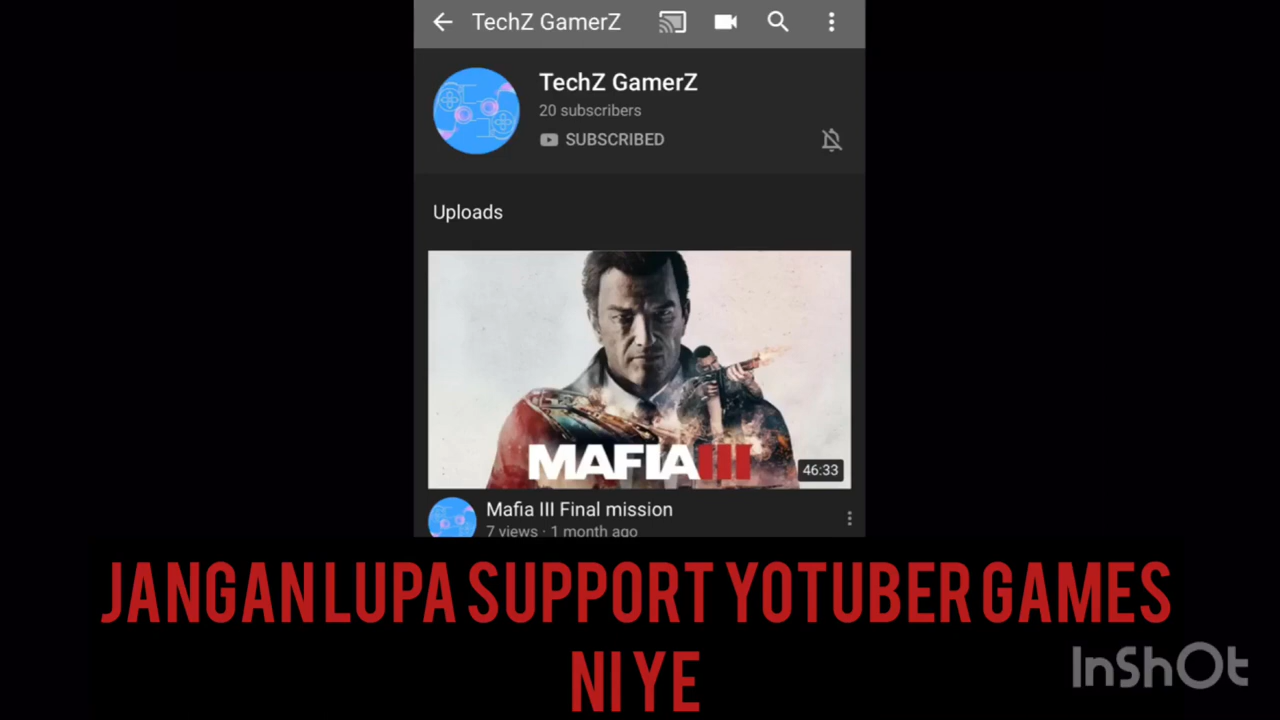 TechZ GamerZ
TechZ GamerZ
20 subscribers
SUBSCRIBED
Uploads
MAFIA III
46:33
Mafia III Final mission
7 views · 1 month ago
JANGAN LUPA SUPPORT YOTUBER GAMES
NI YE
InShOt